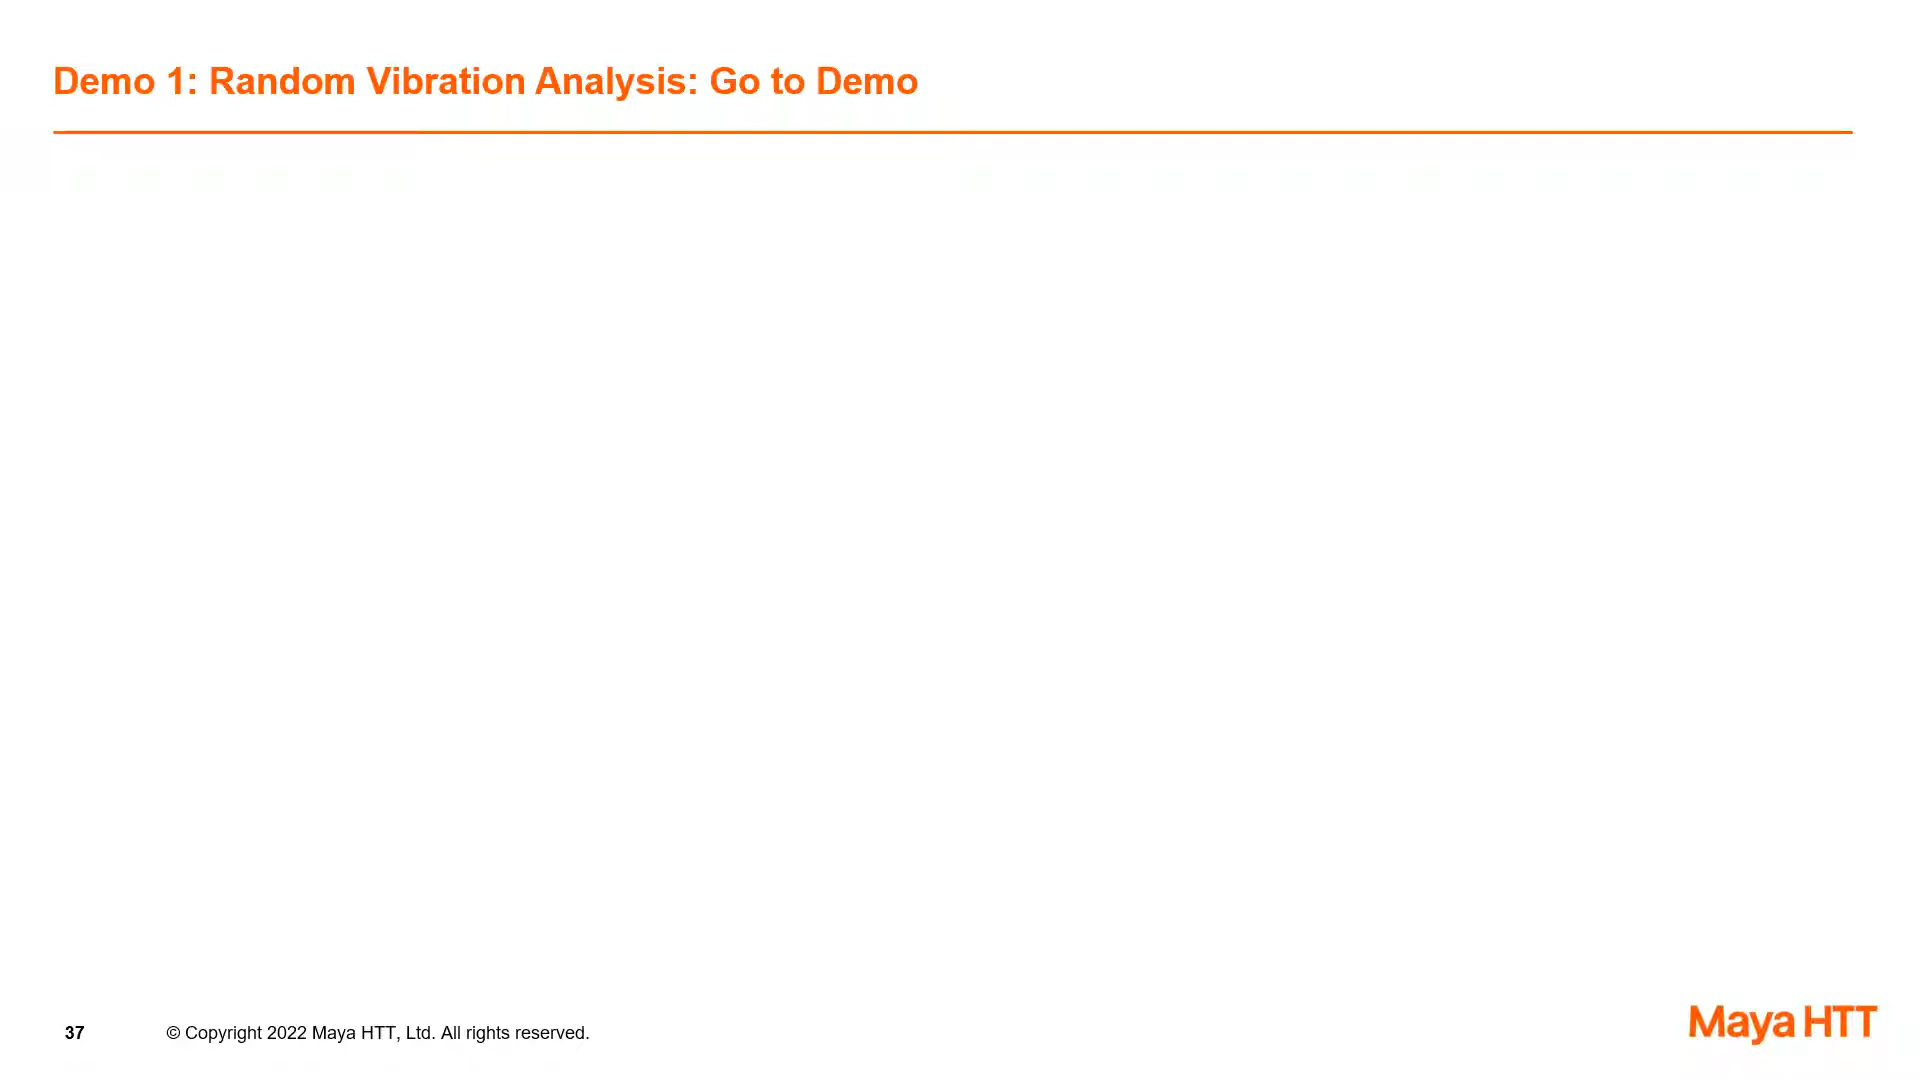 Demo 1: Random Vibration Analysis: Go to Demo
37
© Copyright 2022 Maya HTT, Ltd. All rights reserved.
Maya HTT